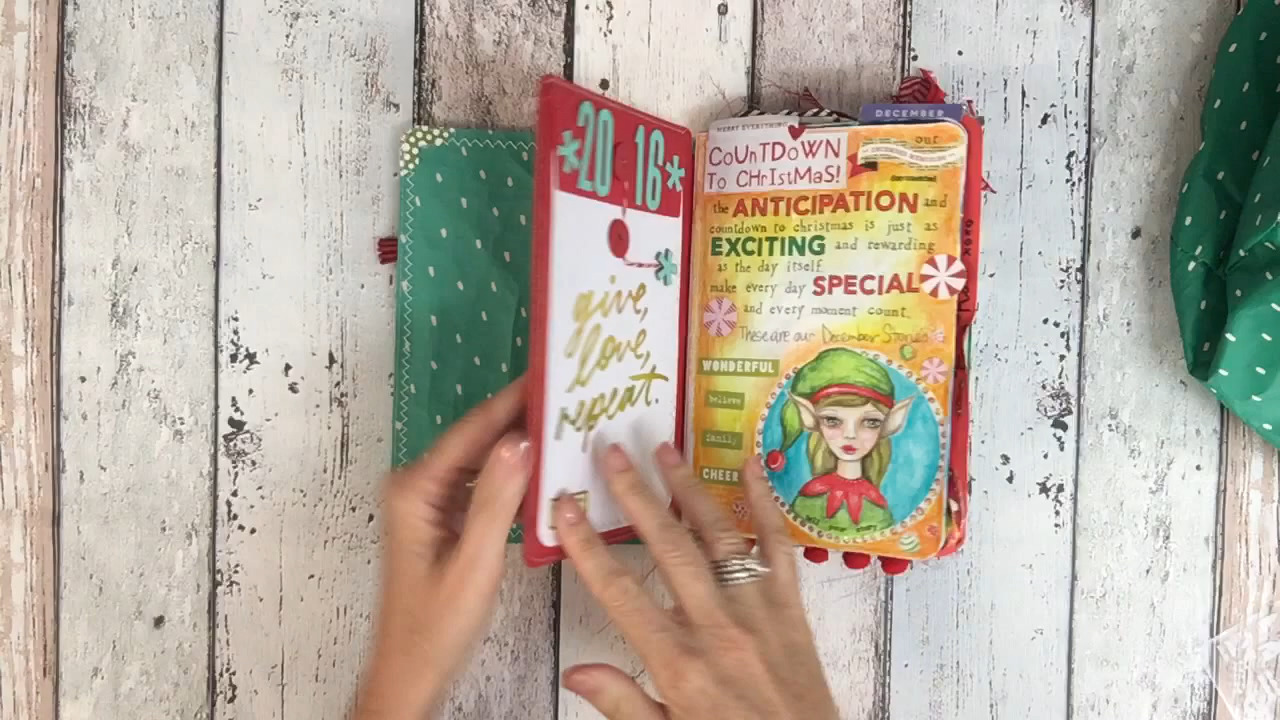 *20 16*
give,
love,
repeat.
DECEMBER
MERRY EVERYTHING
COUNTDOWN
TO CHrIstMaS!
our
the ANTICIPATION and
countdown to christmas is just as
EXCITING and rewarding
as the day itself.
make every day SPECIAL
and every moment count.
These are our December Stories
WONDERFUL
believe
family
CHEER
XOXO